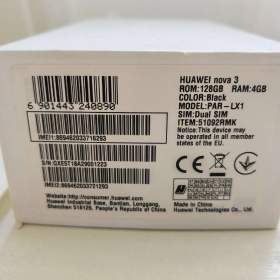 HUAWEI nova 3
ROM:128GB RAM:4GB
COLOR:Black
MODEL:PAR-LX1
SIM:Dual SIM
ITEM:51092RMK
6 901443 240890
IMEI1:869462033716293
S/N:GXE5T18A29001223
IMEI2:869462033721293
This device may be operated
in all member states
of the EU.
CE
http://consumer.huawei.com
Huawei Industrial Base, Bantian, Longgang,
Shenzhen 518129,
People's Republic of China
MADE IN CHINA
Huawei Technologies Co., Ltd.